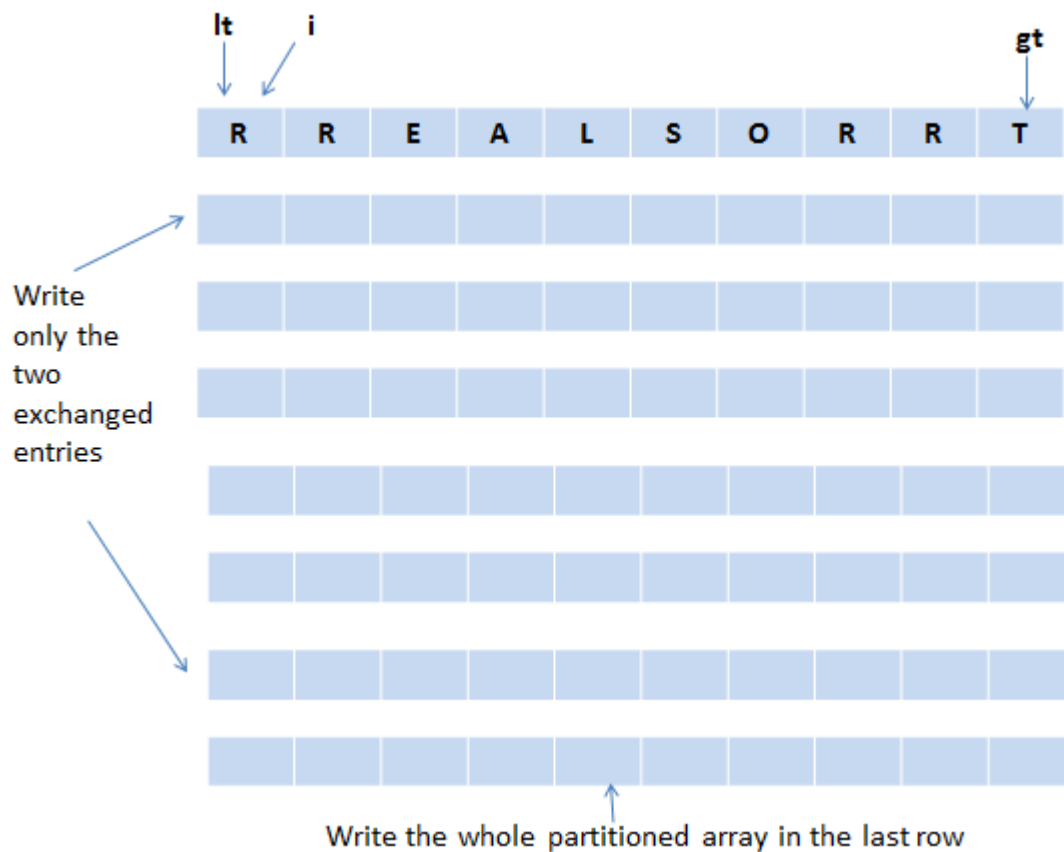 lt i gt
R R E A L S O R R T
Write
only the
two
exchanged
entries
Write the whole partitioned array in the last row